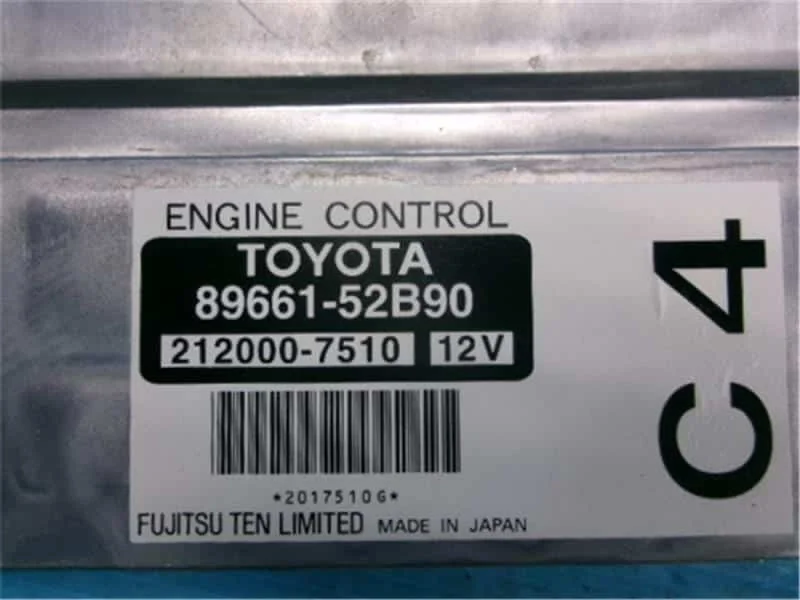 ENGINE CONTROL
TOYOTA
89661-52B90
212000-7510 12V
*2017510G*
FUJITSU TEN LIMITED MADE IN JAPAN
C4